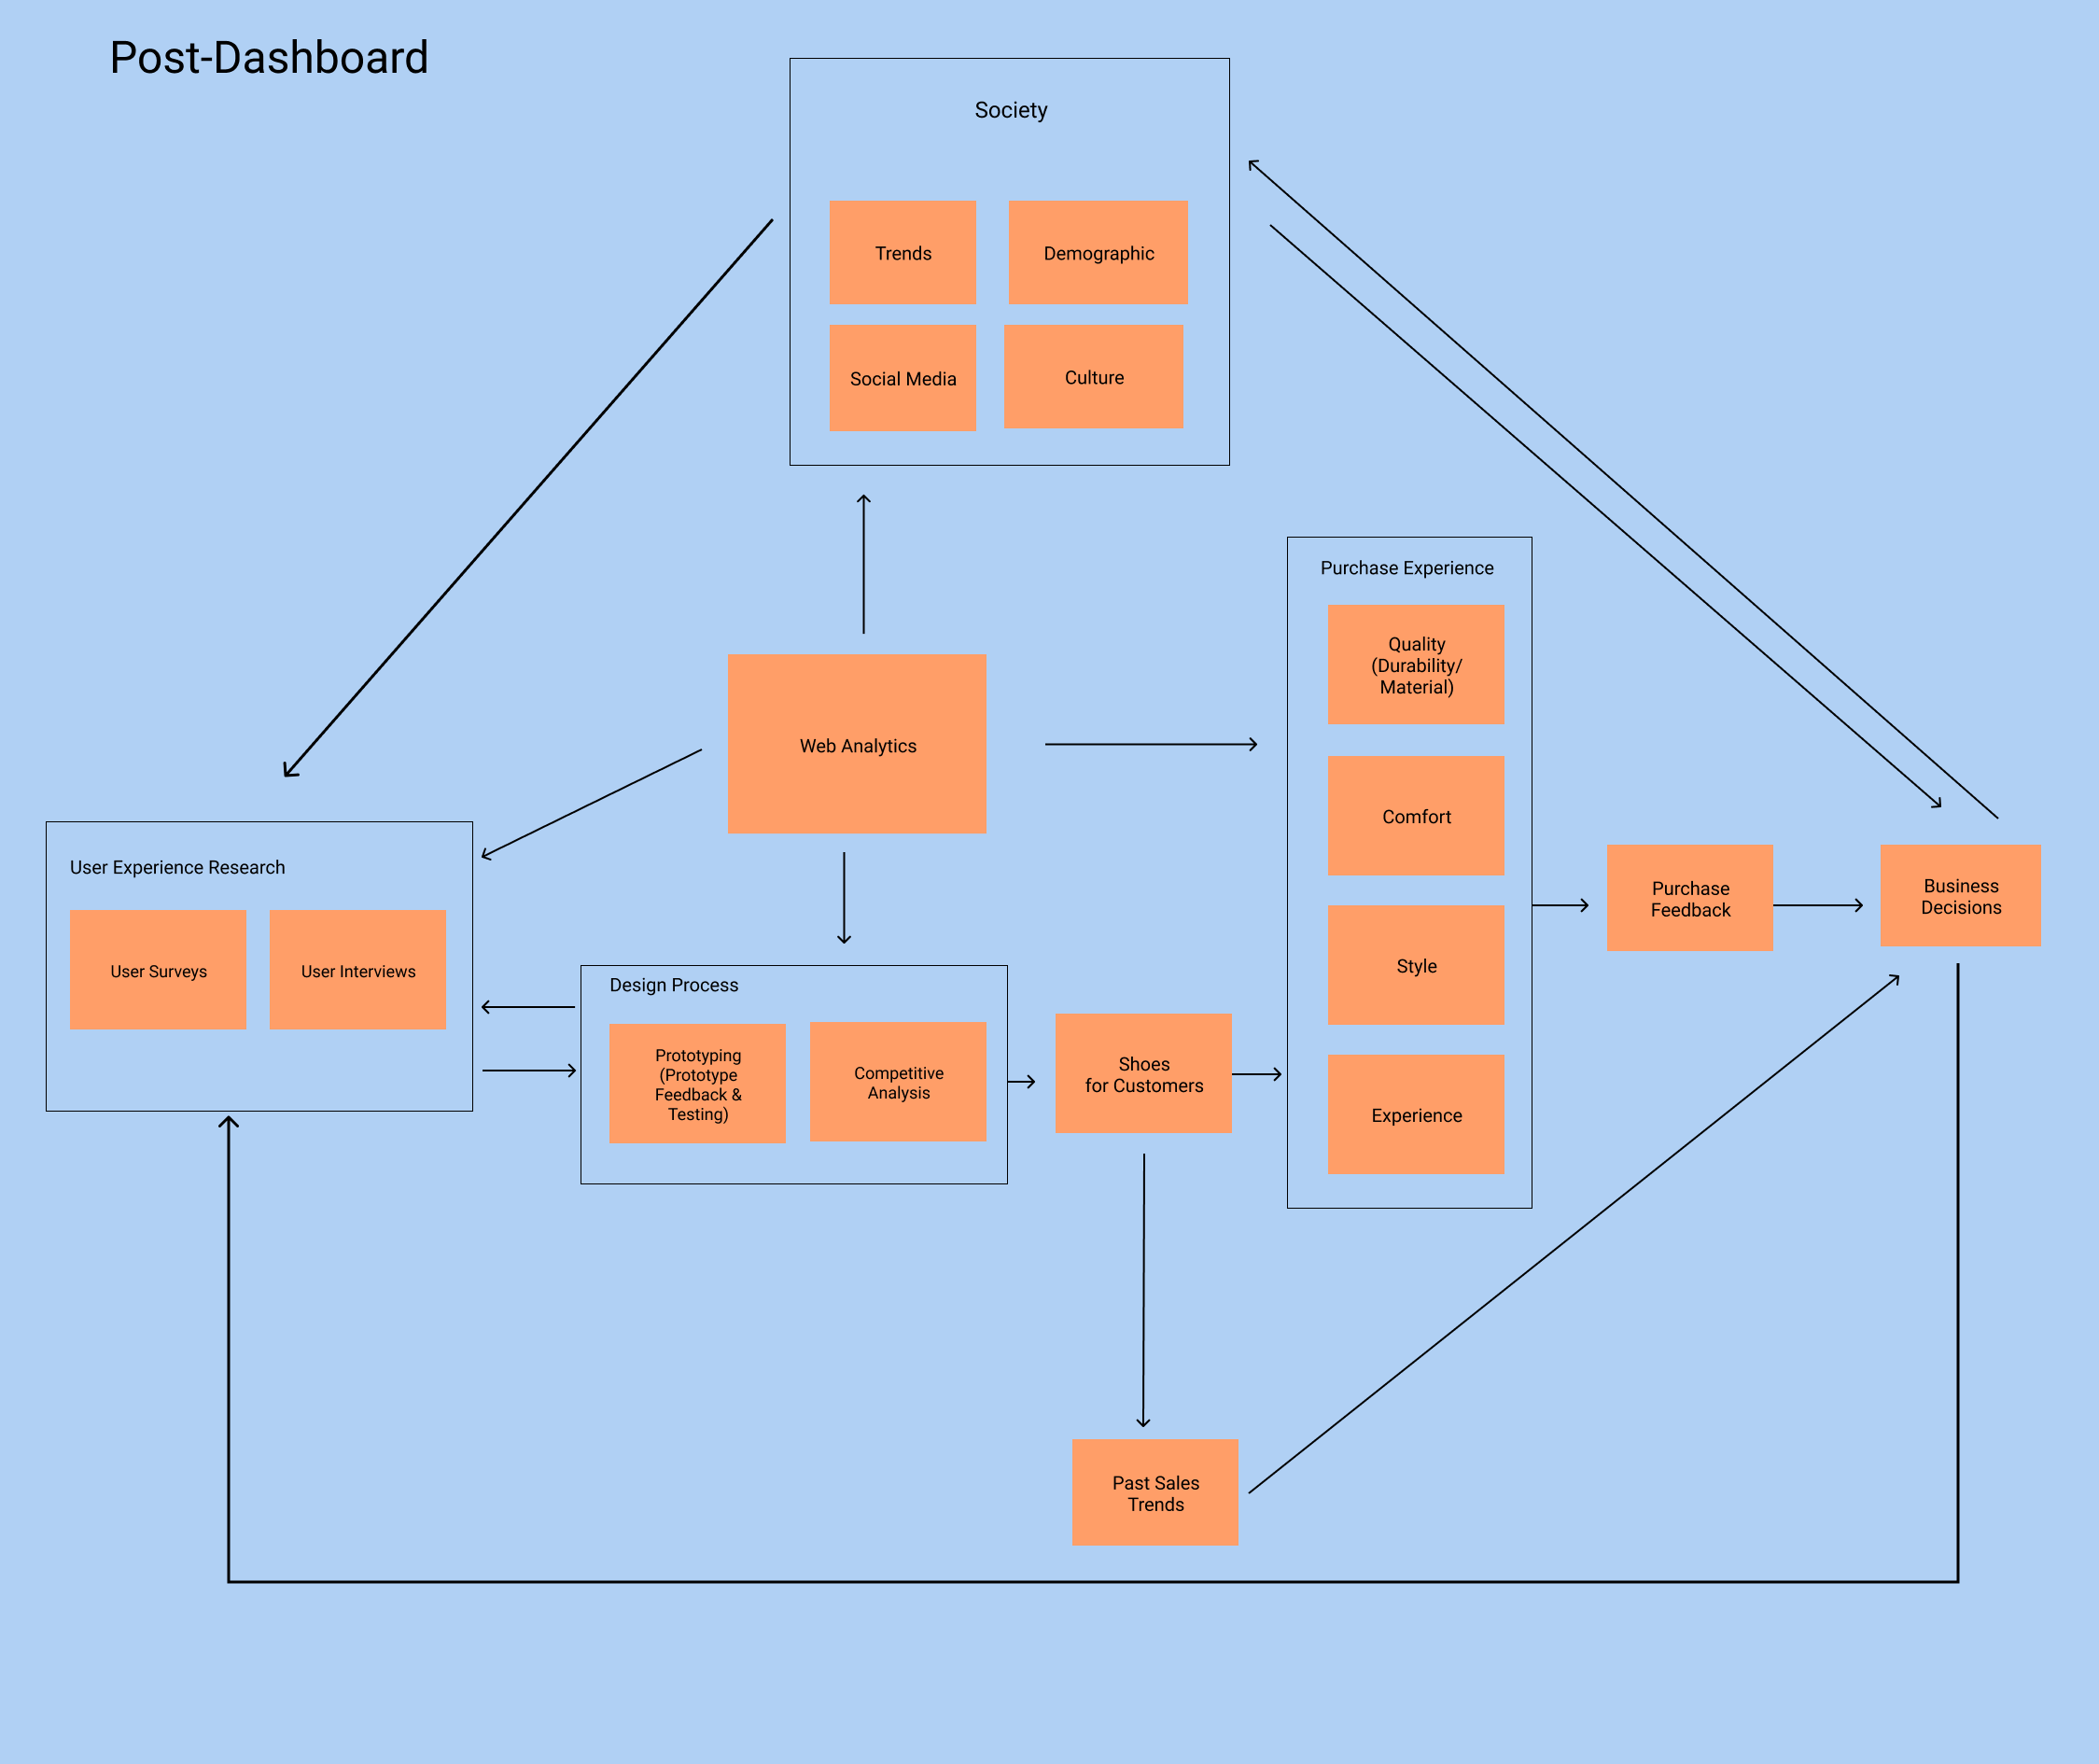 Post-Dashboard
Society
Trends
Demographic
Social Media
Culture
Purchase Experience
Quality
(Durability/
Material)
Web Analytics
Comfort
User Experience Research
Purchase
Feedback
Business
Decisions
User Surveys
User Interviews
Style
Design Process
Prototyping
(Prototype
Feedback &
Testing)
Competitive
Analysis
Shoes
for Customers
Experience
Past Sales
Trends